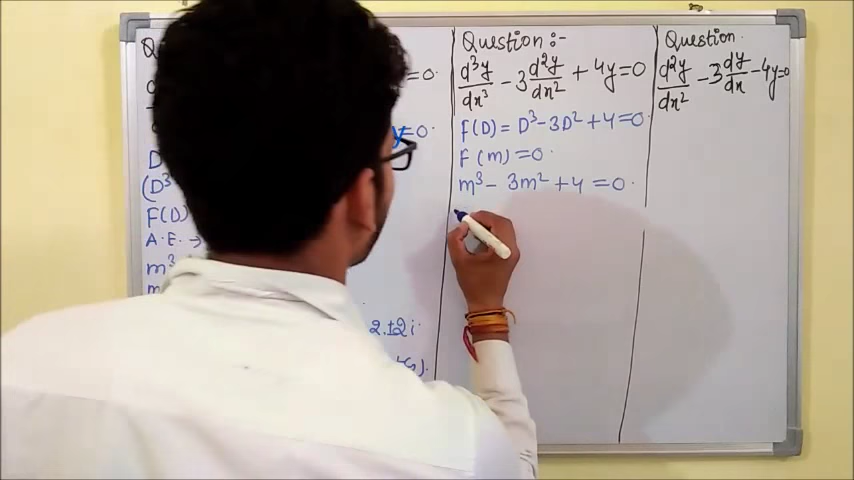 = 0.
= 0.
D
(D³
F(D)
A.E. →
m³
m
2 ± 2i
Question :-
d³y/dx³ - 3 d²y/dx² + 4y = 0
F(D) = D³ - 3D² + 4 = 0
F(m) = 0.
m³ - 3m² + 4 = 0.
Question.
d²y/dx² - 3 dy/dx - 4y = 0